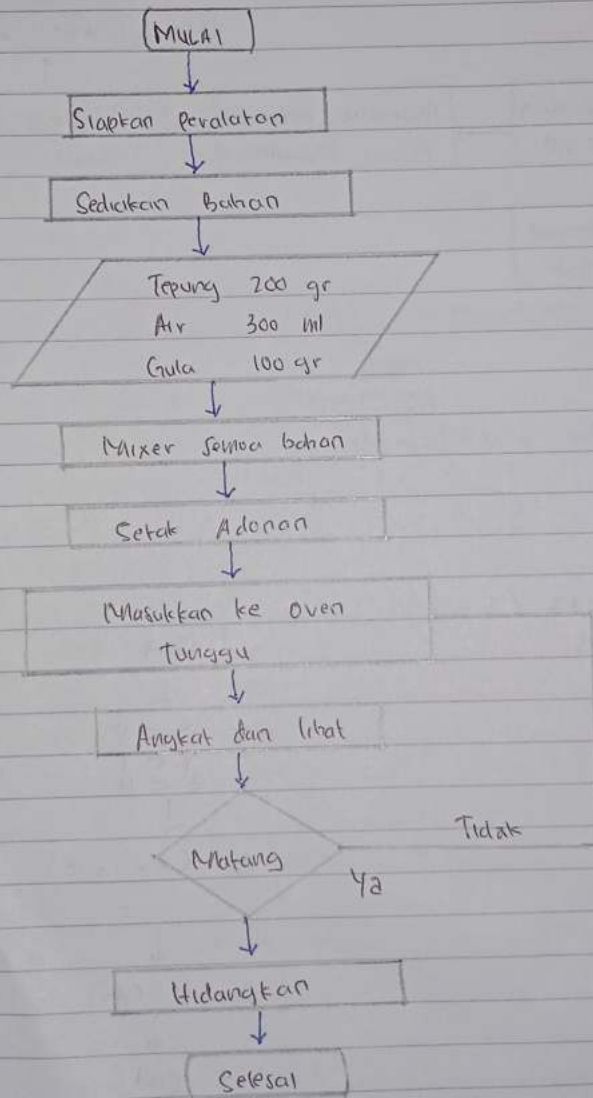 MULAI
Siapkan Peralatan
Sediakan Bahan
Tepung 200 gr
Air 300 ml
Gula 100 gr
Mixer semua bahan
Setak Adonan
Masukkan ke oven
tunggu
Angkat dan lihat
Matang
Tidak
Ya
Hidangkan
Selesai